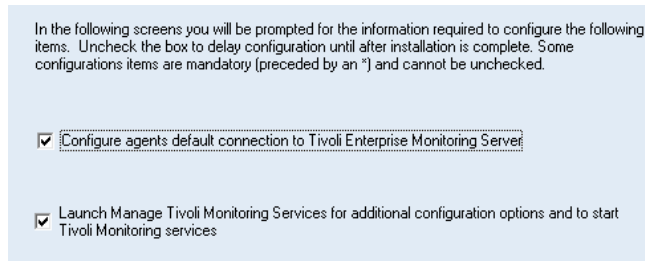 In the following screens you will be prompted for the information required to configure the following
items.  Uncheck the box to delay configuration until after installation is complete. Some
configurations items are mandatory (preceded by an *) and cannot be unchecked.
Configure agents default connection to Tivoli Enterprise Monitoring Server
Launch Manage Tivoli Monitoring Services for additional configuration options and to start
Tivoli Monitoring services